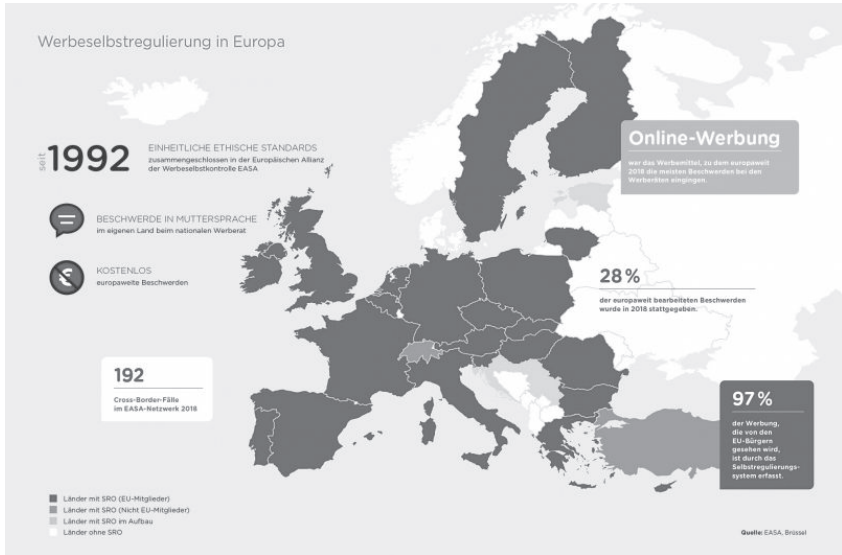 Werbeselbstregulierung in Europa
seit 1992
EINHEITLICHE ETHISCHE STANDARDS
zusammengeschlossen in der Europäischen Allianz
der Werbeselbstkontrolle EASA
BESCHWERDE IN MUTTERSPRACHE
im eigenen Land beim nationalen Werberat
KOSTENLOS
europaweite Beschwerden
192
Cross-Border-Fälle
im EASA-Netzwerk 2018
Online-Werbung
war das Werbemittel, zu dem europaweit
2018 die meisten Beschwerden bei den
Werberäten eingingen.
28 %
der europaweit bearbeiteten Beschwerden
wurde in 2018 stattgegeben.
97 %
der Werbung,
die von den
EU-Bürgern
gesehen wird,
ist durch das
Selbstregulierungs-
system erfasst.
Länder mit SRO (EU-Mitglieder)
Länder mit SRO (Nicht EU-Mitglieder)
Länder mit SRO im Aufbau
Länder ohne SRO
Quelle: EASA, Brüssel